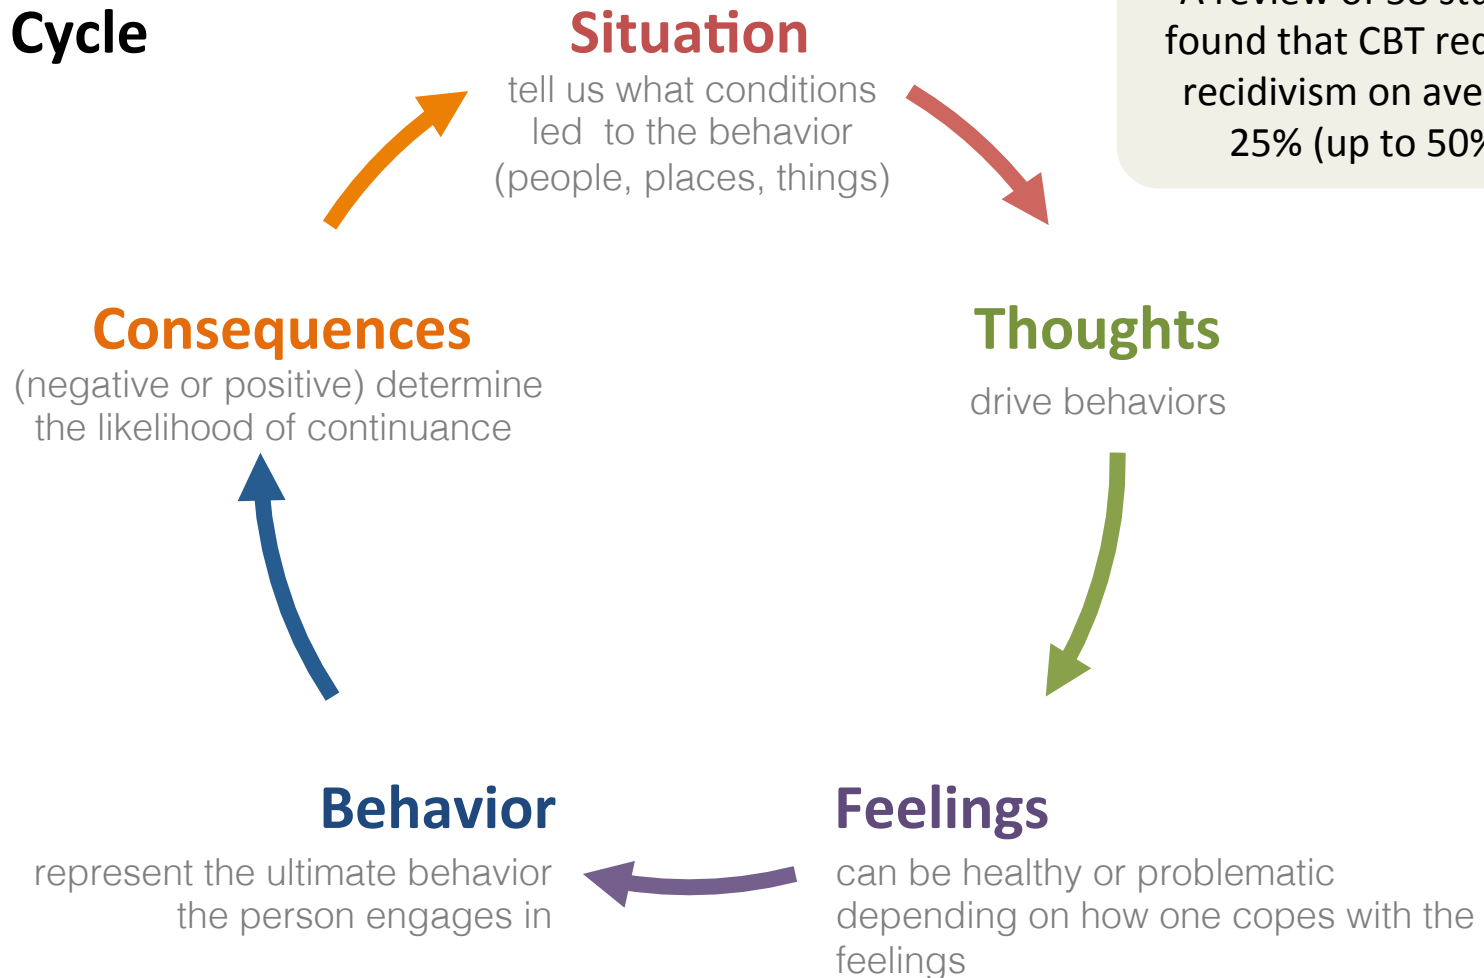 Cycle
Situation
tell us what conditions
led to the behavior
(people, places, things)
A review of 58
found that CBT
recidivism on
25% (up to 50%
Consequences
(negative or positive) determine
the likelihood of continuance
Thoughts
drive behaviors
Behavior
represent the ultimate behavior
the person engages in
Feelings
can be healthy or problematic
depending on how one copes with the
feelings